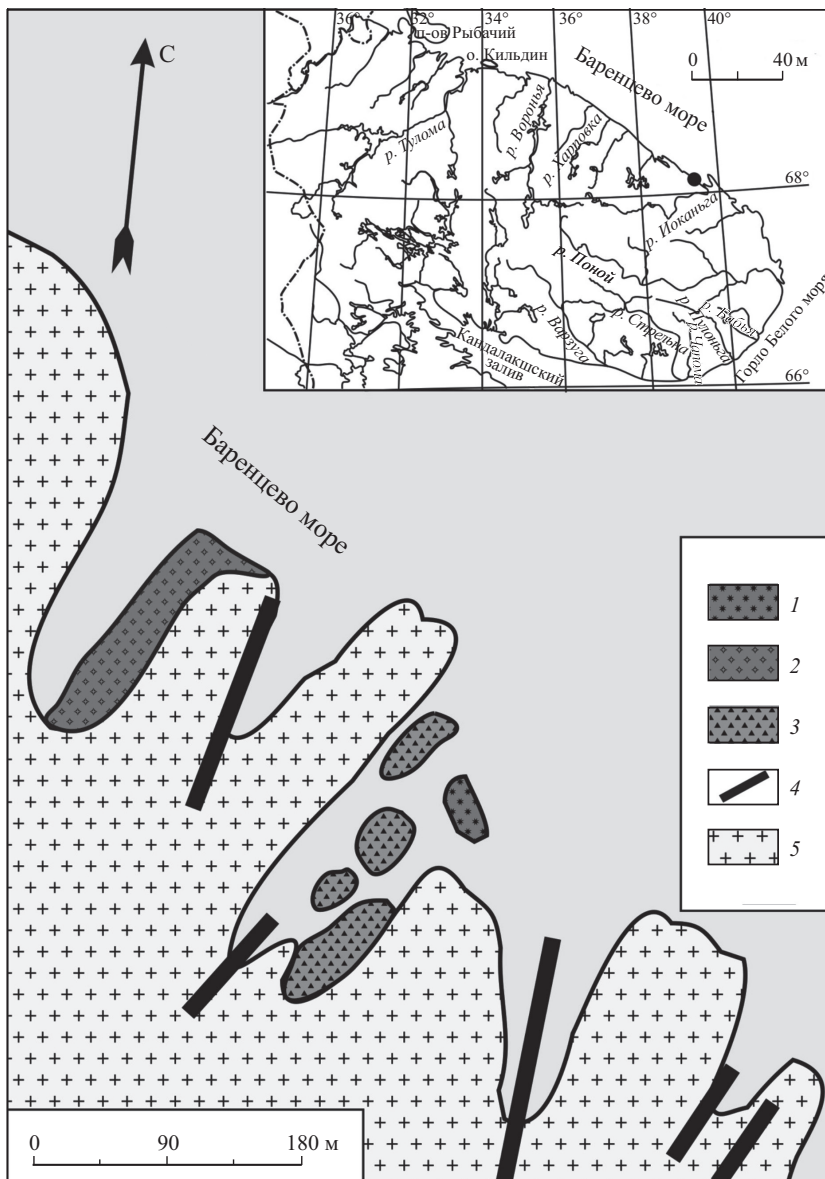 С
36°
32°
34°
36°
38°
40°
ш-ов Рыбачий
о. Кильдин
Баренцево море
0 40 м
р. Тулома
р. Воронья
р. Харловка
68°
р. Иоканьга
р. Поной
р. Варзуга
р. Стрельна
Горло Белого моря
Кандалакшский
залив
66°
Баренцево море
1
2
3
4
5
0 90 180 м